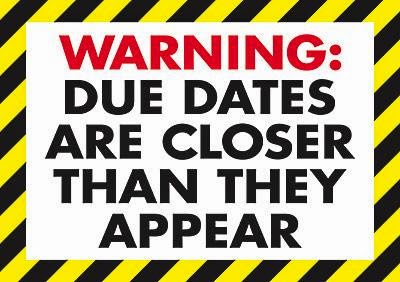 WARNING:
DUE DATES
ARE CLOSER
THAN THEY
APPEAR